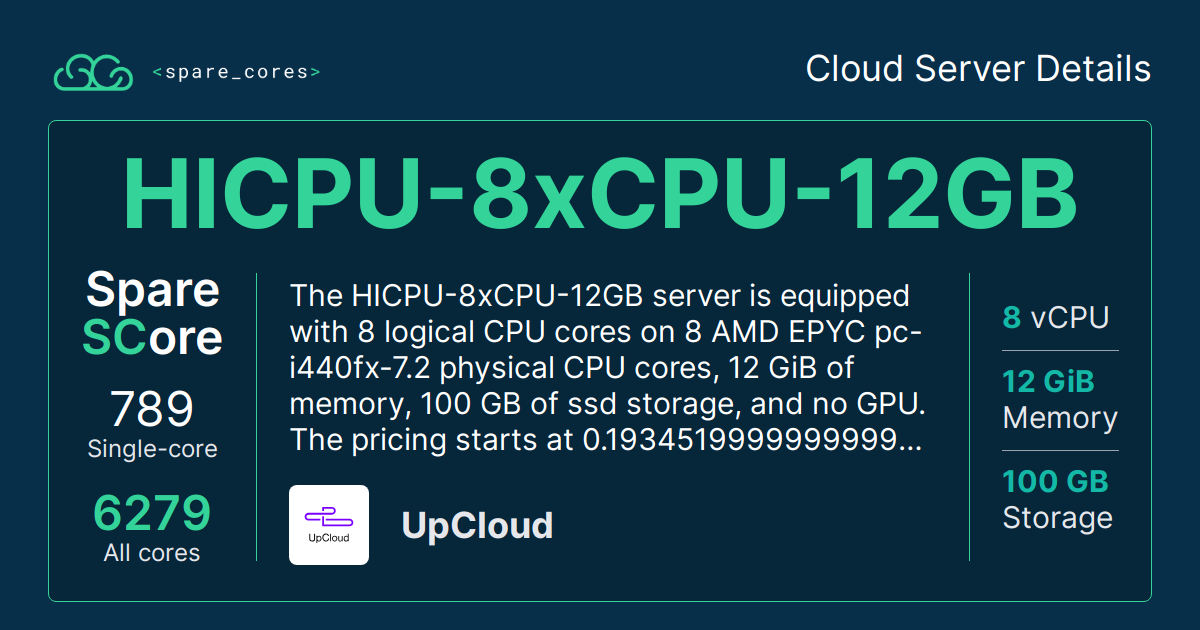 <spare_cores>
Cloud Server Details
HICPU-8xCPU-12GB
Spare
SCore
789
Single-core
6279
All cores
The HICPU-8xCPU-12GB server is equipped
with 8 logical CPU cores on 8 AMD EPYC pc-
i440fx-7.2 physical CPU cores, 12 GiB of
memory, 100 GB of ssd storage, and no GPU.
The pricing starts at 0.1934519999999999...
UpCloud
UpCloud
8 vCPU
12 GiB
Memory
100 GB
Storage